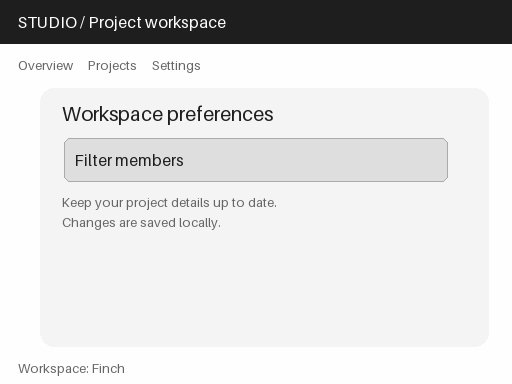 STUDIO / Project workspace
Overview Projects Settings
Workspace preferences
Filter members
Keep your project details up to date.
Changes are saved locally.
Workspace: Finch